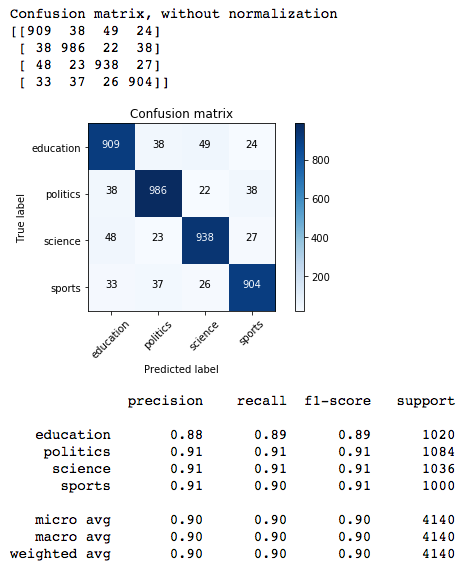 Confusion matrix, without normalization
[[909 38 49 24]
[ 38 986 22 38]
[ 48 23 938 27]
[ 33 37 26 904]]
Confusion matrix
education 909 38 49 24
politics 38 986 22 38
science 48 23 938 27
sports 33 37 26 904
True label
800
600
400
200
education politics science sports
Predicted label
precision recall f1-score support
education 0.88 0.89 0.89 1020
politics 0.91 0.91 0.91 1084
science 0.91 0.91 0.91 1036
sports 0.91 0.90 0.91 1000
micro avg 0.90 0.90 0.90 4140
macro avg 0.90 0.90 0.90 4140
weighted avg 0.90 0.90 0.90 4140